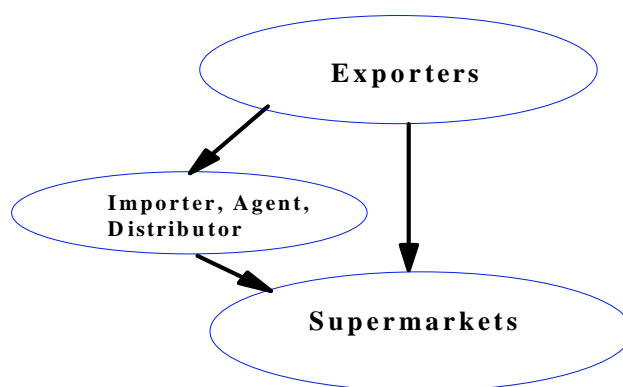 Exporters
Importer, Agent,
Distributor
Supermarkets